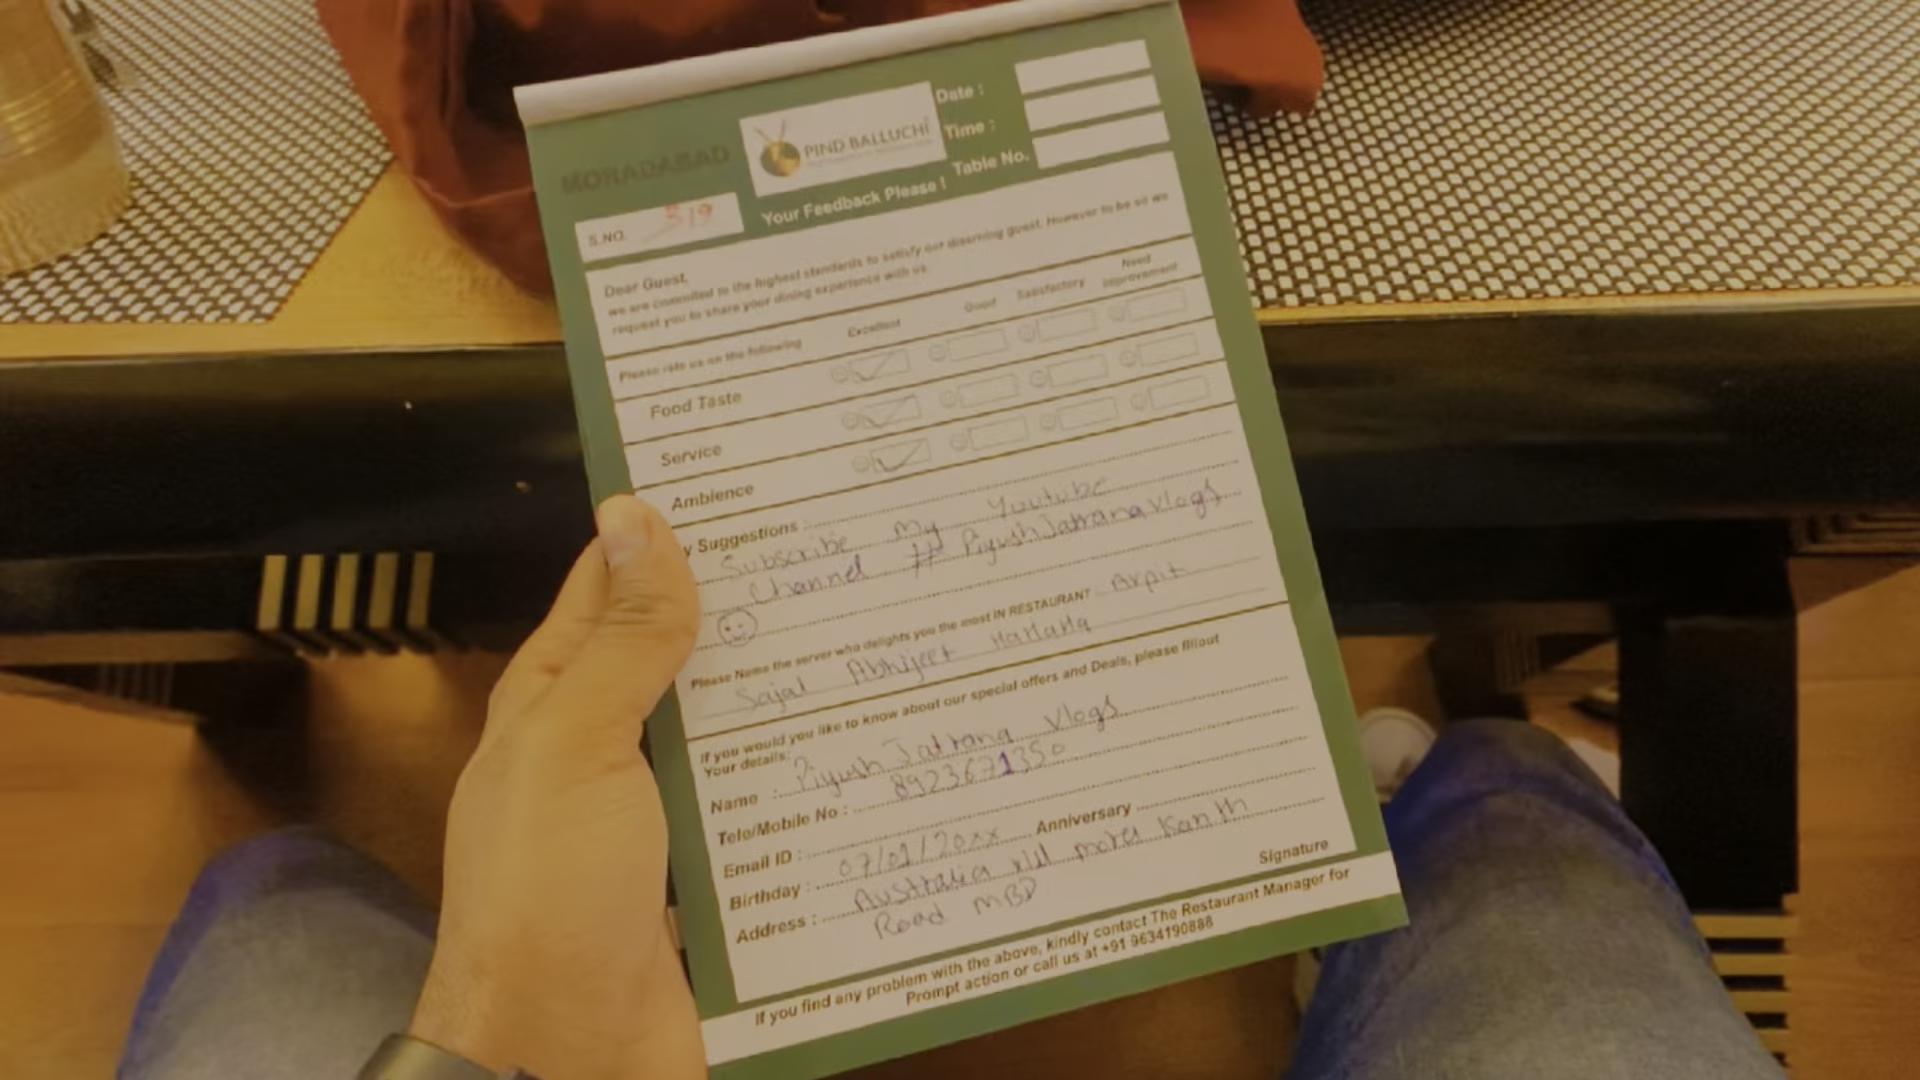 MORADABAD
PIND BALLUCHI
Date :
Time :
Table No.
S.NO. 519
Your Feedback Please !
Dear Guest,
we are committed to the highest standards to satisfy our diserning guest. However to be so we
request you to share your dining experience with us.
Please rate us on the following Excellent Good Satisfactory Need Improvement
Food Taste
Service
Ambience
y Suggestions :
Subscribe My Youtube
Channel # PiyushJattranaVlogs
Please Name the server who delights you the most IN RESTAURANT Arpit
Sajal Abhijeet HaHaHa
If you would you like to know about our special offers and Deals, please fillout
Your details:
Name : Piyush Jattrana Vlogs
Tele/Mobile No : 8923671350
Email ID :
Birthday : 07/01/20xx Anniversary
Address : Australia Kanth
Road MBD
Signature
If you find any problem with the above, kindly contact The Restaurant Manager for
Prompt action or call us at +91 9634190888